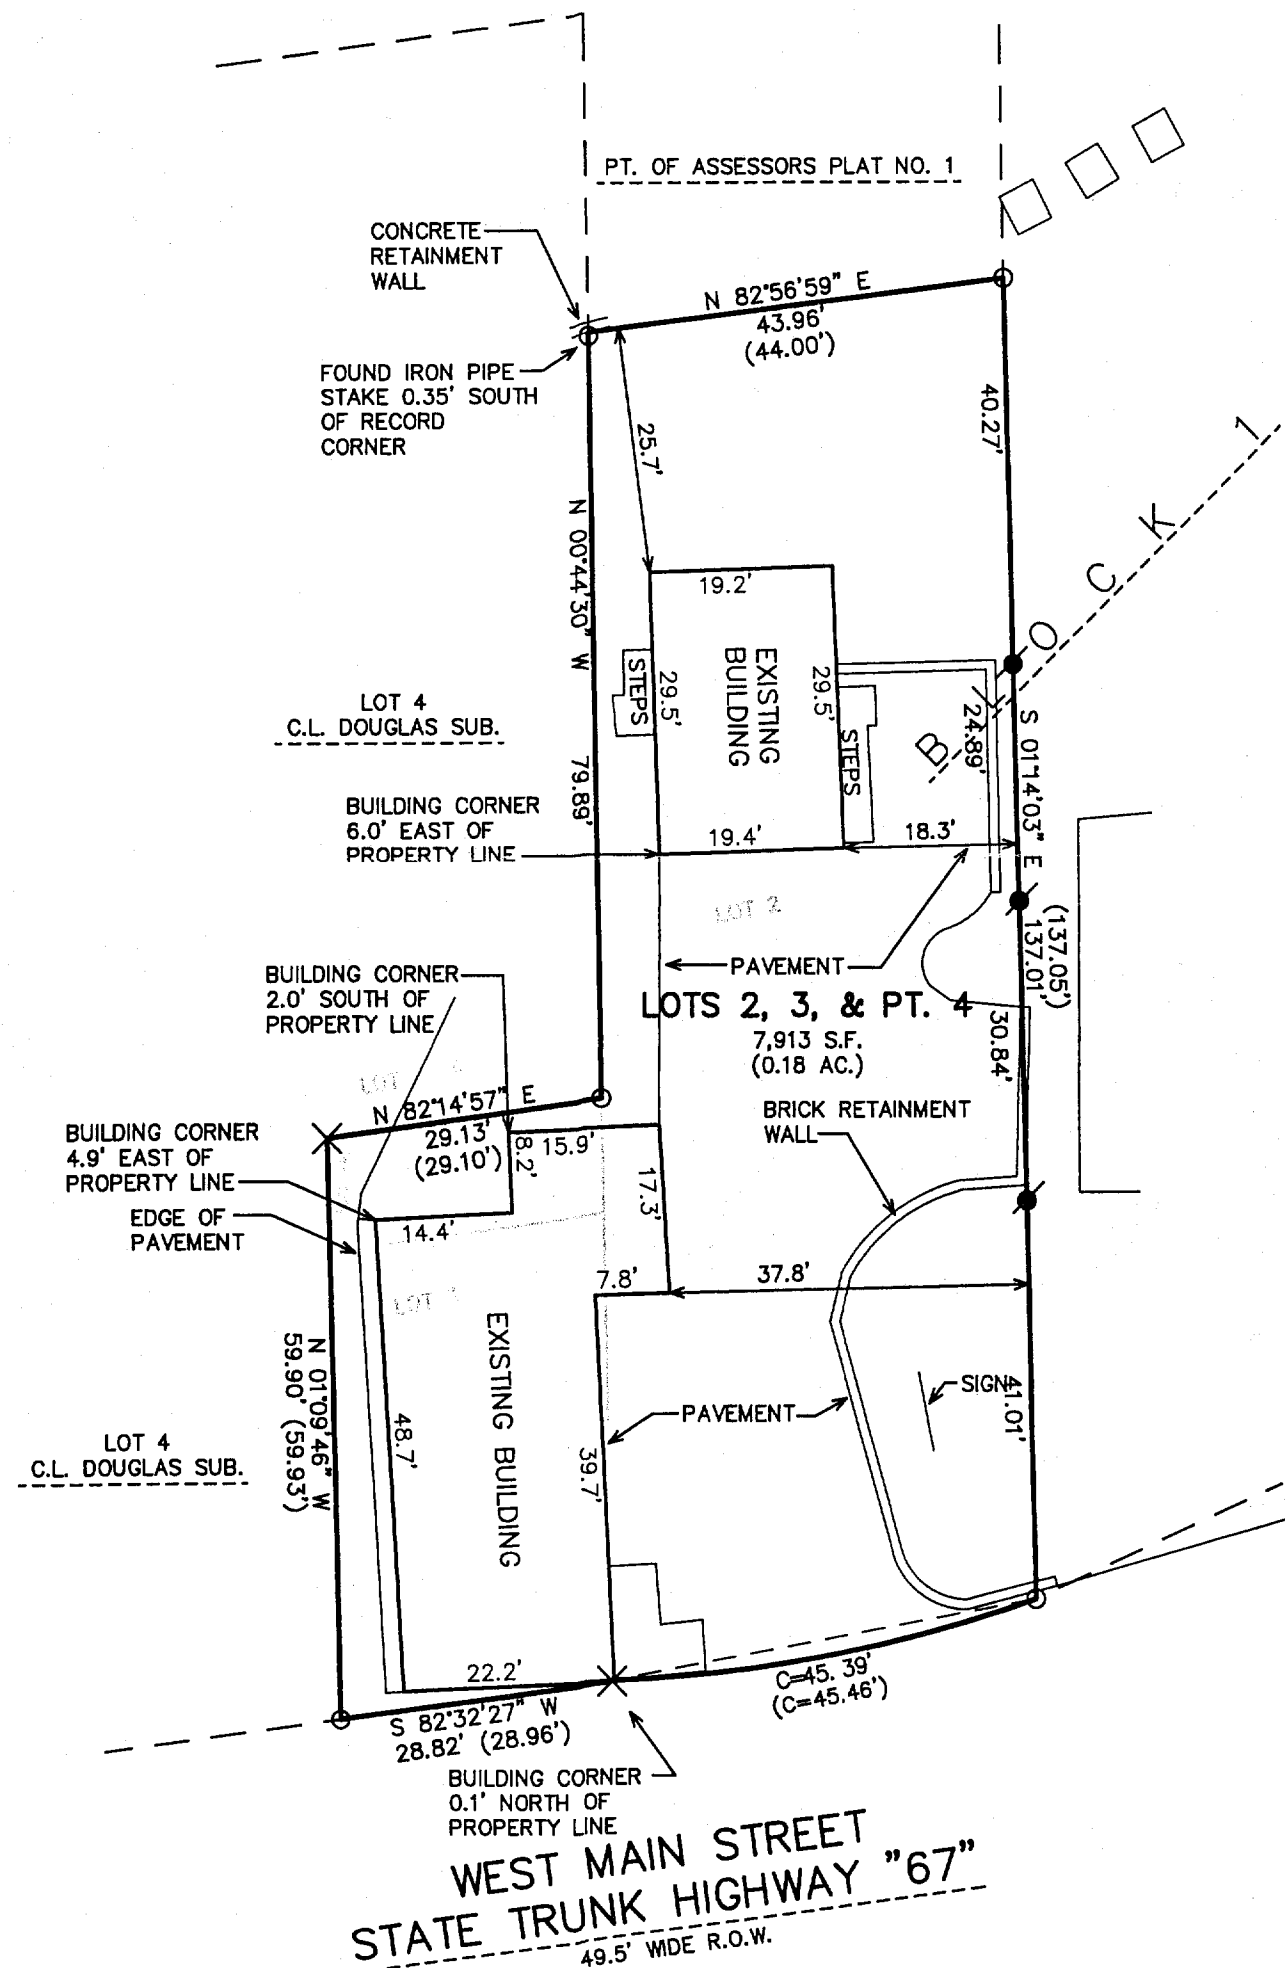 PT. OF ASSESSORS PLAT NO. 1
CONCRETE
RETAINMENT
WALL
N 82°56'59" E
43.96'
(44.00')
FOUND IRON PIPE
STAKE 0.35' SOUTH
OF RECORD
CORNER
25.7'
40.27'
N 00°44'30" W
79.89'
19.2'
EXISTING
BUILDING
29.5'
29.5'
STEPS
STEPS
BLOCK 1
24.89'
S 01°14'03" E
LOT 4
C.L. DOUGLAS SUB.
BUILDING CORNER
6.0' EAST OF
PROPERTY LINE
19.4'
18.3'
LOT 2
(137.05')
137.01'
PAVEMENT
BUILDING CORNER
2.0' SOUTH OF
PROPERTY LINE
LOTS 2, 3, & PT. 4
7,913 S.F.
(0.18 AC.)
30.84'
LOT
N 82°14'57" E
29.13'
(29.10')
BRICK RETAINMENT
WALL
BUILDING CORNER
4.9' EAST OF
PROPERTY LINE
8.2'
15.9'
17.3'
EDGE OF
PAVEMENT
14.4'
7.8'
37.8'
LOT
EXISTING BUILDING
N 01°09'46" W
59.90' (59.93')
48.7'
39.7'
PAVEMENT
SIGN
41.01'
LOT 4
C.L. DOUGLAS SUB.
22.2'
S 82°32'27" W
28.82' (28.96')
C=45.39'
(C=45.46')
BUILDING CORNER
0.1' NORTH OF
PROPERTY LINE
WEST MAIN STREET
STATE TRUNK HIGHWAY "67"
49.5' WIDE R.O.W.